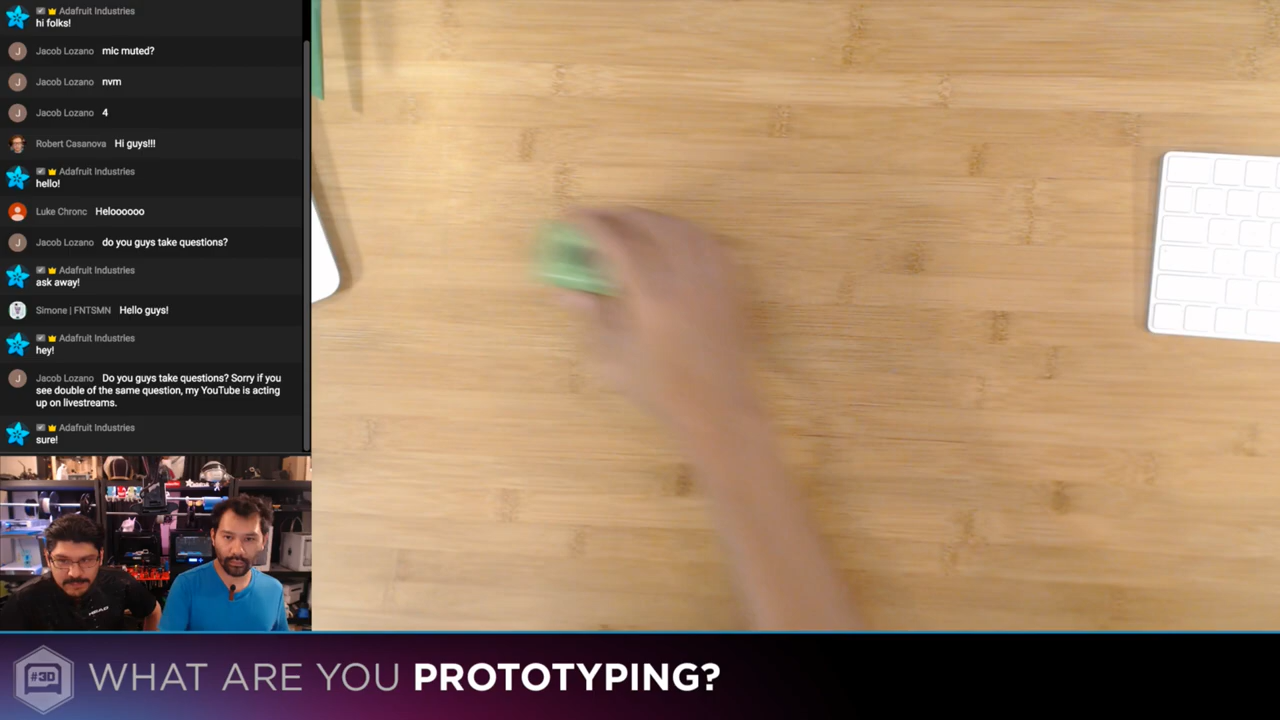 Adafruit Industries
hi folks!
J Jacob Lozano mic muted?
J Jacob Lozano nvm
J Jacob Lozano 4
Robert Casanova Hi guys!!!
Adafruit Industries
hello!
Luke Chronc Heloooooo
J Jacob Lozano do you guys take questions?
Adafruit Industries
ask away!
Simone | FNTSMN Hello guys!
Adafruit Industries
hey!
J Jacob Lozano Do you guys take questions? Sorry if you
see double of the same question, my YouTube is acting
up on livestreams.
Adafruit Industries
sure!
HEAD
#3D
WHAT ARE YOU PROTOTYPING?